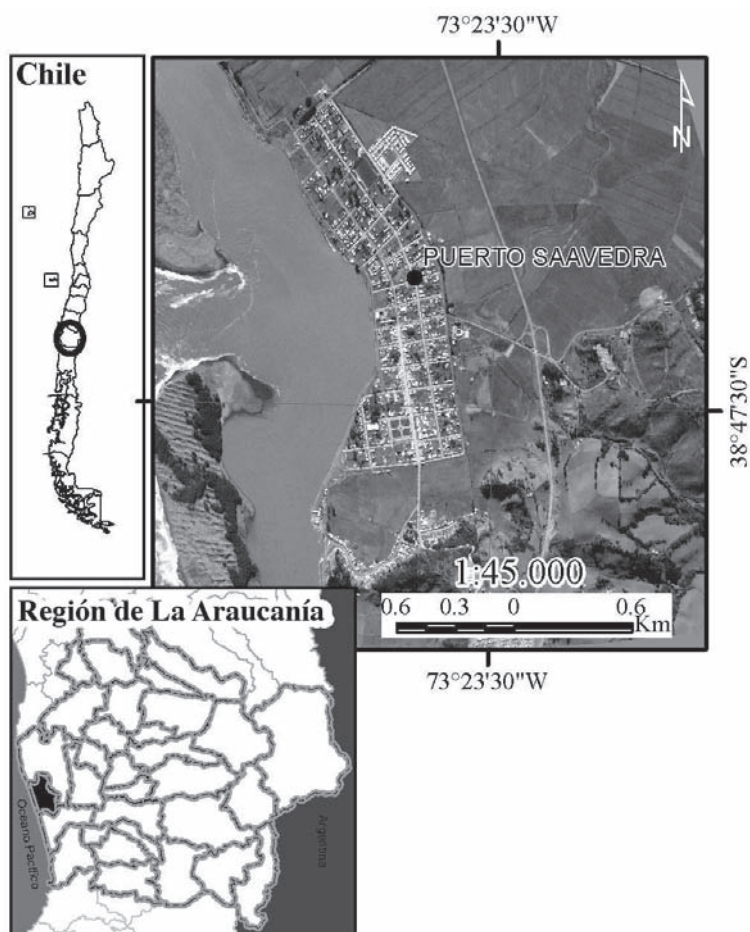 73°23'30"W
Chile
N
PUERTO SAAVEDRA
38°47'30"S
1:45.000
0.6 0.3 0 0.6
Km
73°23'30"W
Región de La Araucanía
Oceano Pacífico
Argentina